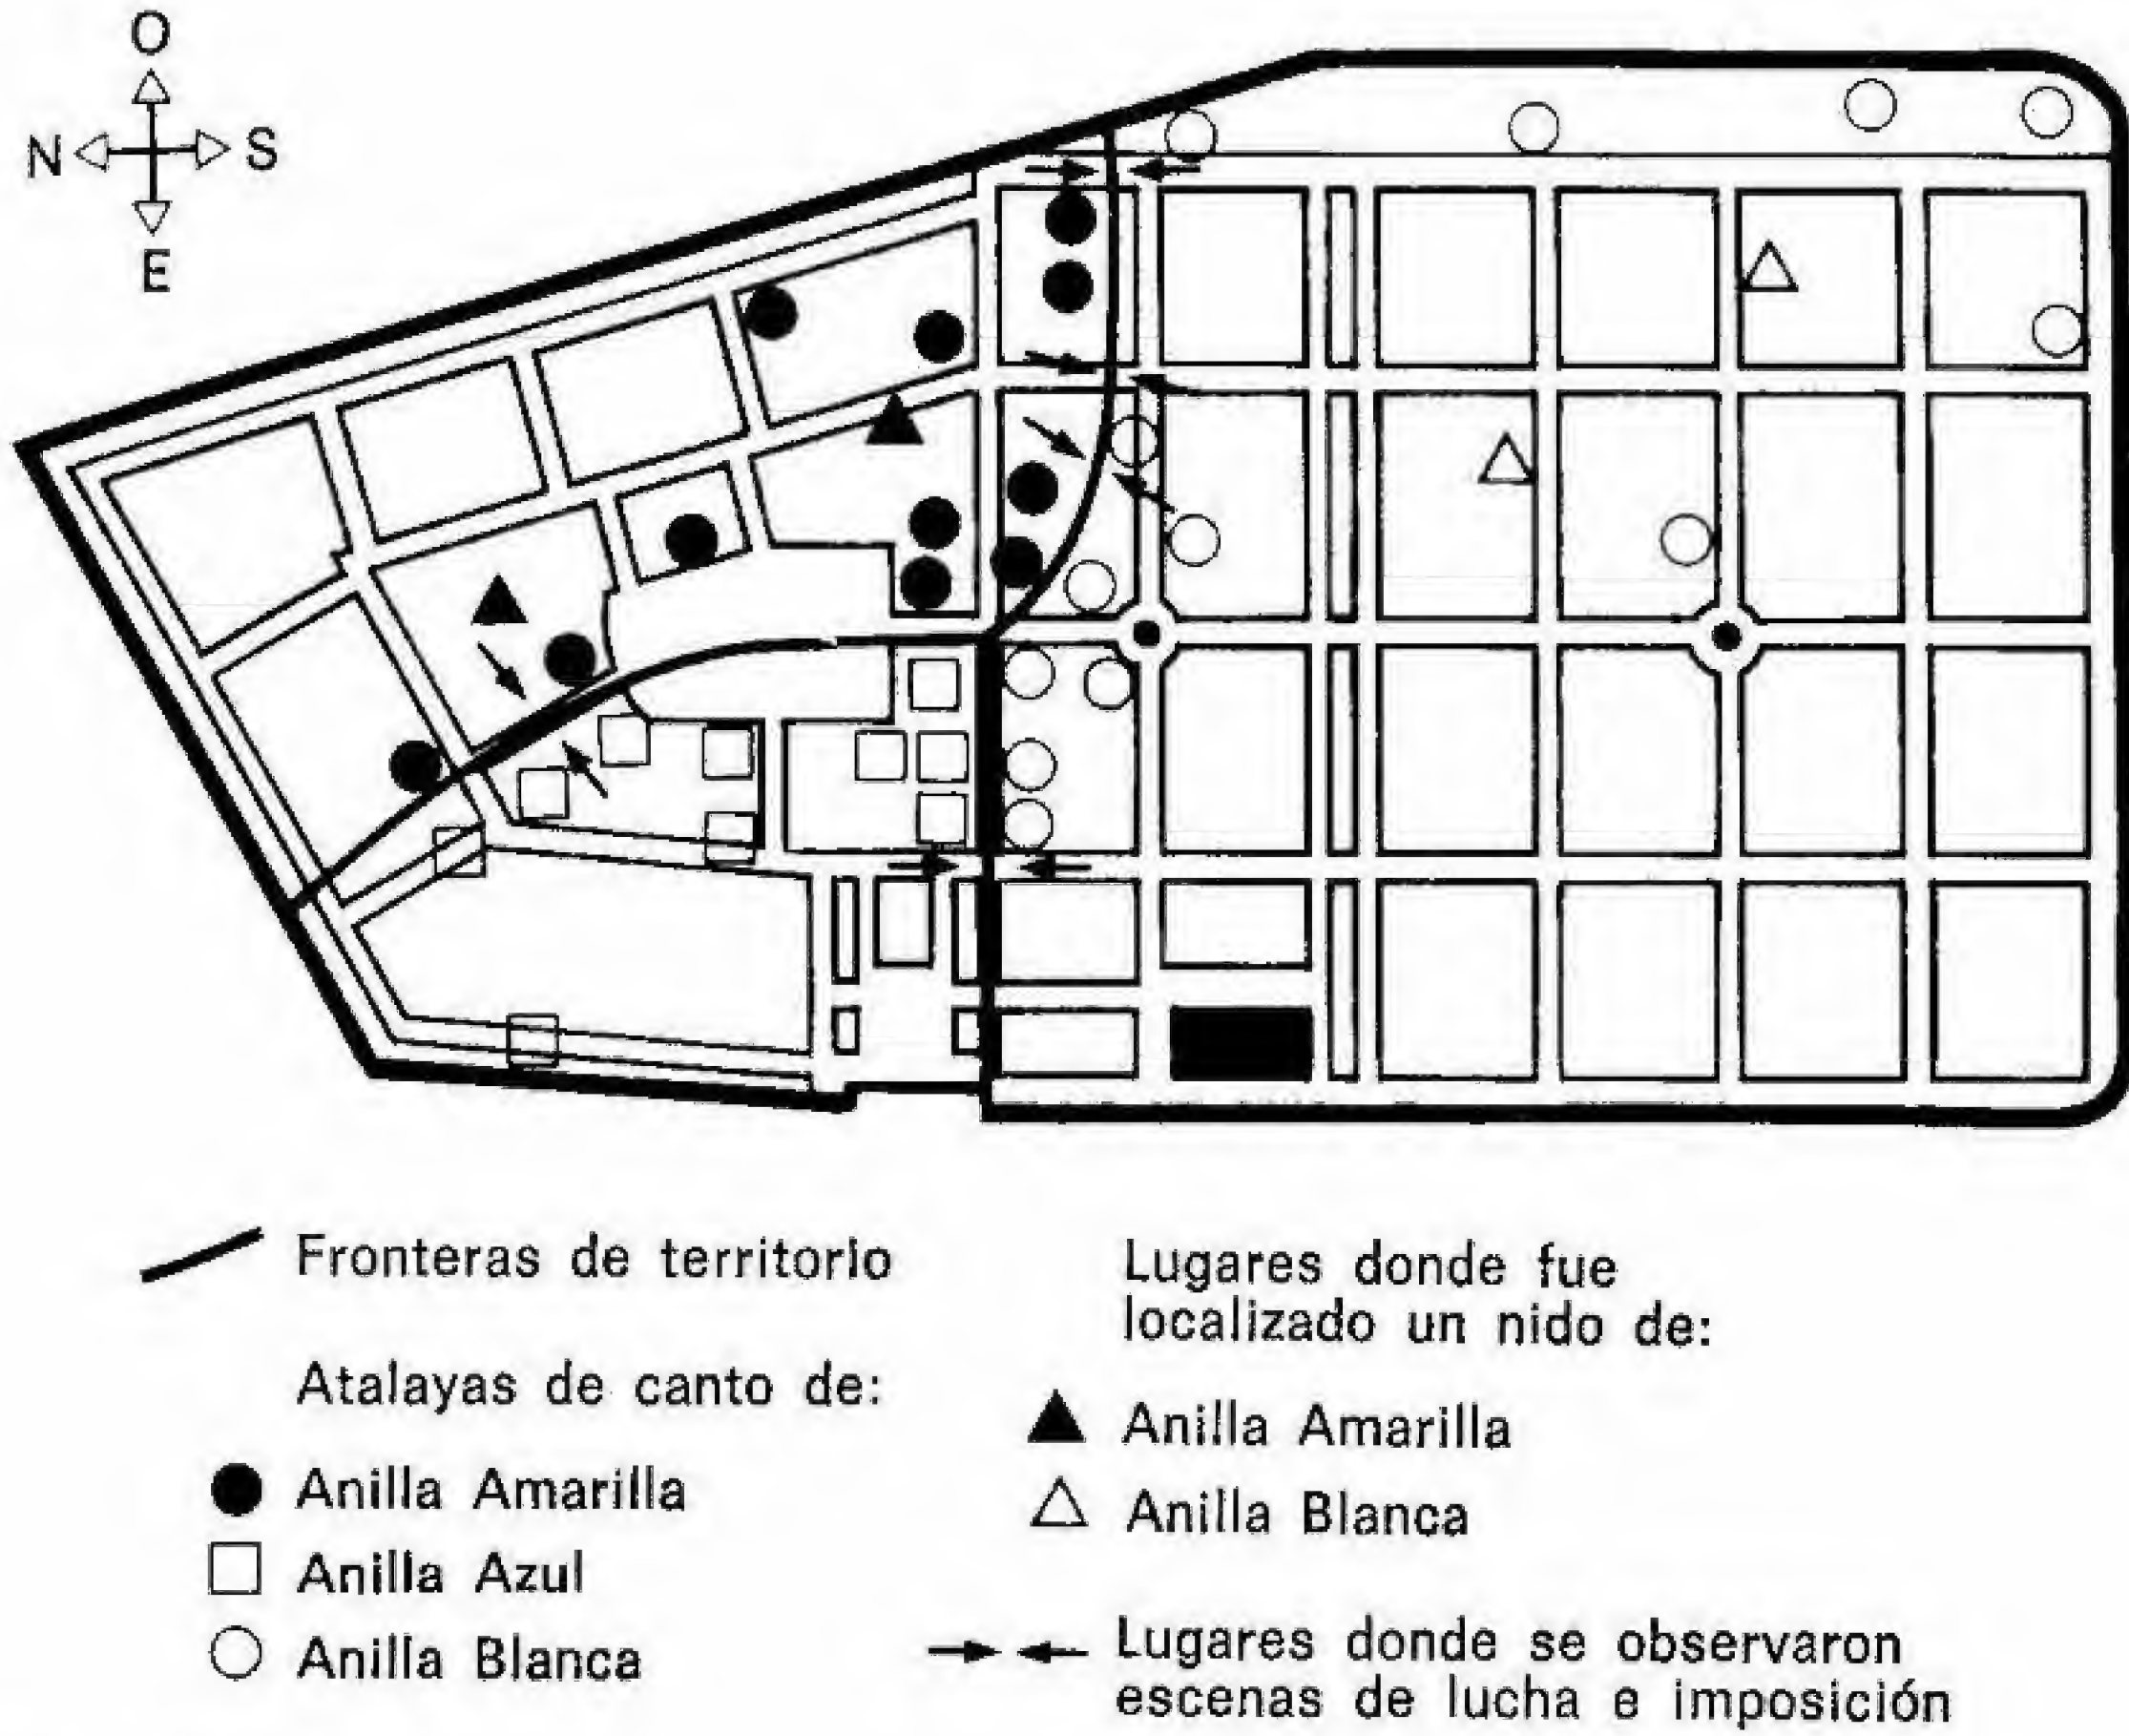 O
N S
E
Fronteras de territorio
Atalayas de canto de:
Anilla Amarilla
Anilla Azul
Anilla Blanca
Lugares donde fue
localizado un nido de:
Anilla Amarilla
Anilla Blanca
Lugares donde se observaron
escenas de lucha e imposición